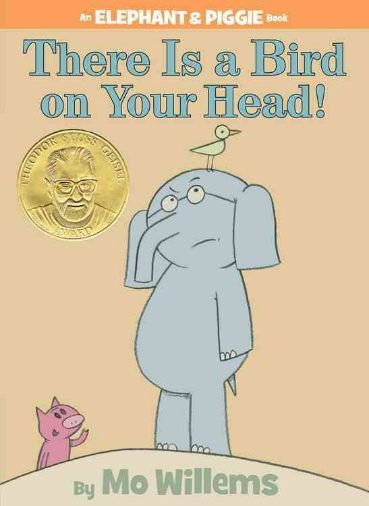 An ELEPHANT & PIGGIE Book
There Is a Bird
on Your Head!
THEODOR SEUSS GEISEL
AWARD
By Mo Willems